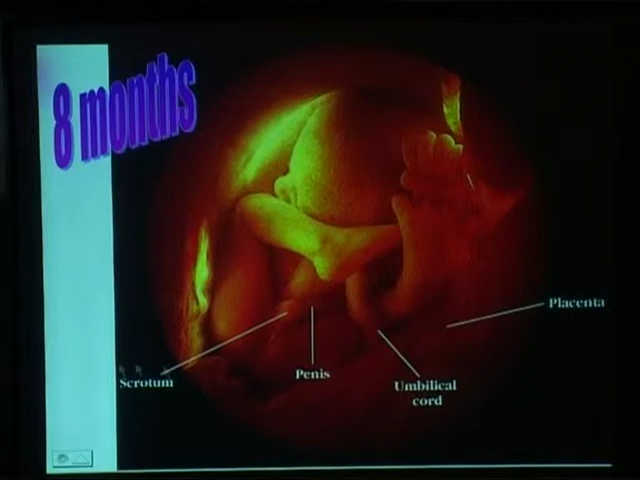 8 months
Placenta
Scrotum
Penis
Umbilical
cord